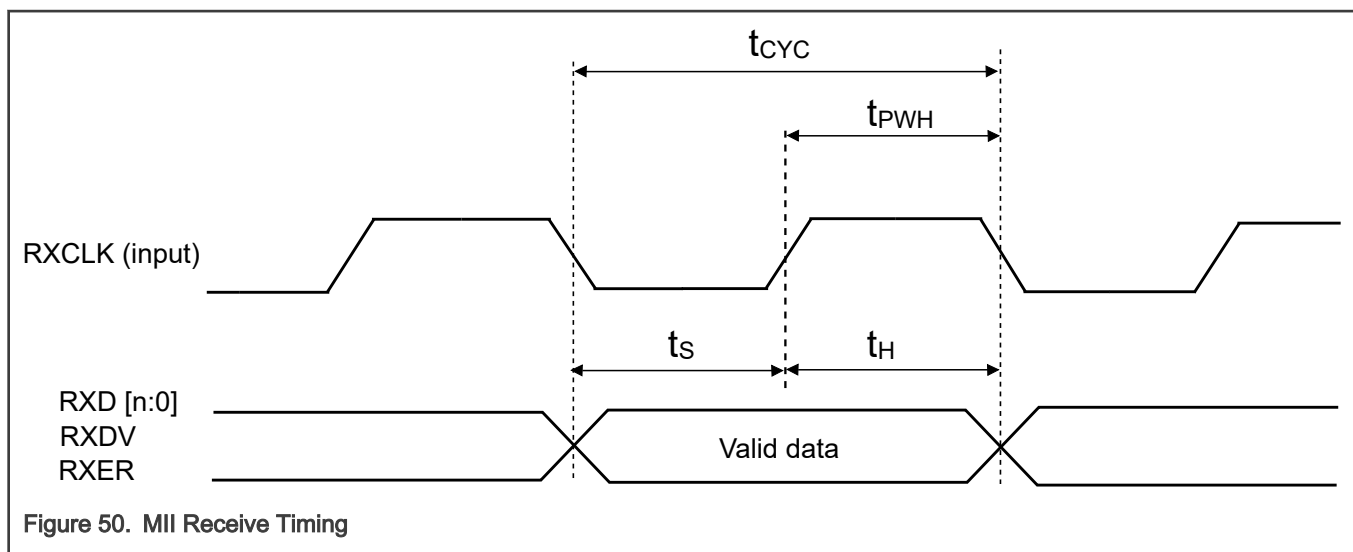 tCYC
tPWH
RXCLK (input)
tS
tH
RXD [n:0]
RXDV
Valid data
RXER
Figure 50. MII Receive Timing